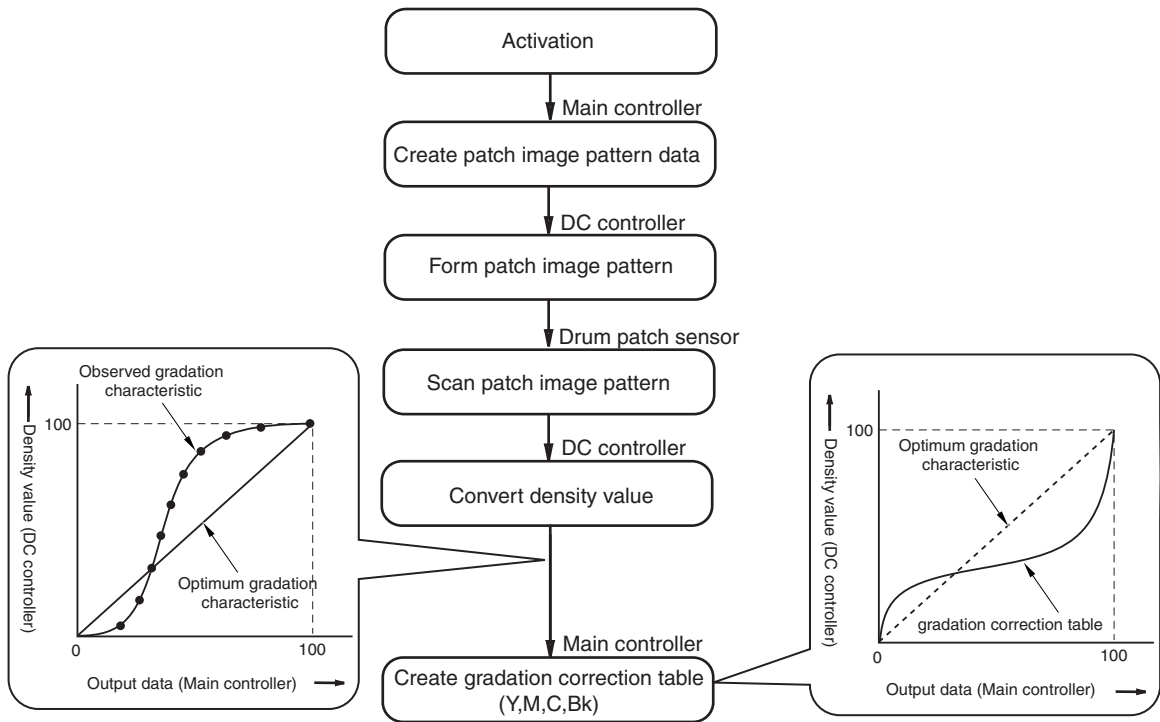 Activation
Main controller
Create patch image pattern data
DC controller
Form patch image pattern
Drum patch sensor
Scan patch image pattern
DC controller
Convert density value
Main controller
Create gradation correction table
(Y,M,C,Bk)
Observed gradation
characteristic
100
Density value (DC controller)
Optimum gradation
characteristic
0
100
Output data (Main controller)
100
Density value (DC controller)
Optimum gradation
characteristic
gradation correction table
0
100
Output data (Main controller)